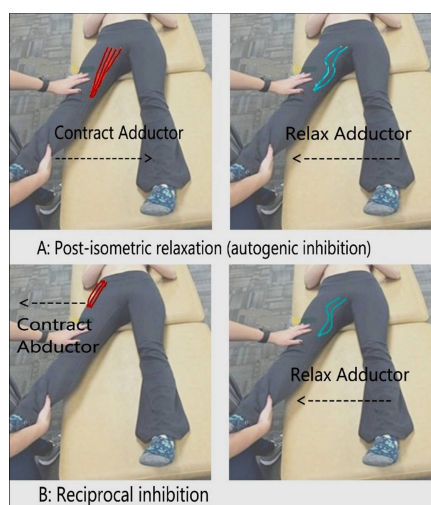 Contract Adductor
Relax Adductor
A: Post-isometric relaxation (autogenic inhibition)
Contract
Abductor
Relax Adductor
B: Reciprocal inhibition